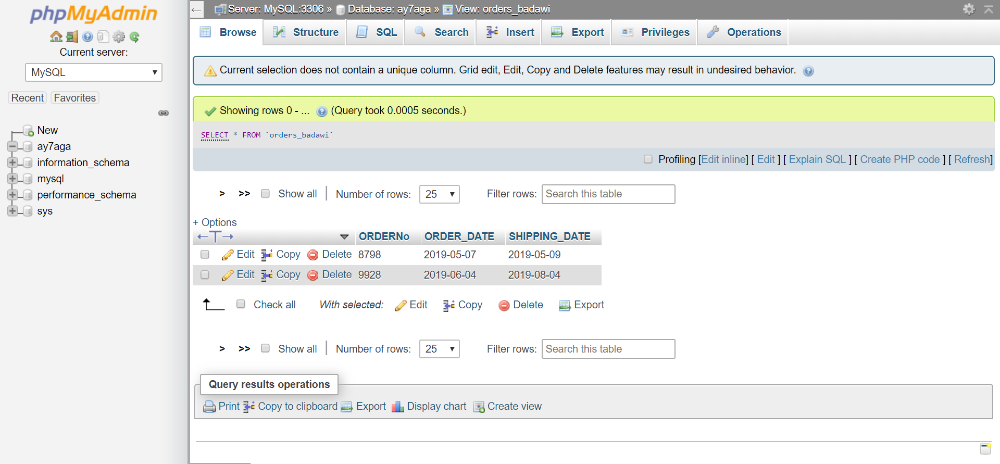 phpMyAdmin
Current server:
MySQL
Recent Favorites
New
ay7aga
information_schema
mysql
performance_schema
sys
Server: MySQL:3306 » Database: ay7aga » View: orders_badawi
Browse Structure SQL Search Insert Export Privileges Operations
Current selection does not contain a unique column. Grid edit, Edit, Copy and Delete features may result in undesired behavior.
Showing rows 0 - ... (Query took 0.0005 seconds.)
SELECT * FROM `orders_badawi`
Profiling [Edit inline] [ Edit ] [ Explain SQL ] [ Create PHP code ] [ Refresh]
> >> Show all | Number of rows: 25 Filter rows: Search this table
+ Options
←T→ ORDERNo ORDER_DATE SHIPPING_DATE
Edit Copy Delete 8798 2019-05-07 2019-05-09
Edit Copy Delete 9928 2019-06-04 2019-08-04
Check all With selected: Edit Copy Delete Export
> >> Show all | Number of rows: 25 Filter rows: Search this table
Query results operations
Print Copy to clipboard Export Display chart Create view